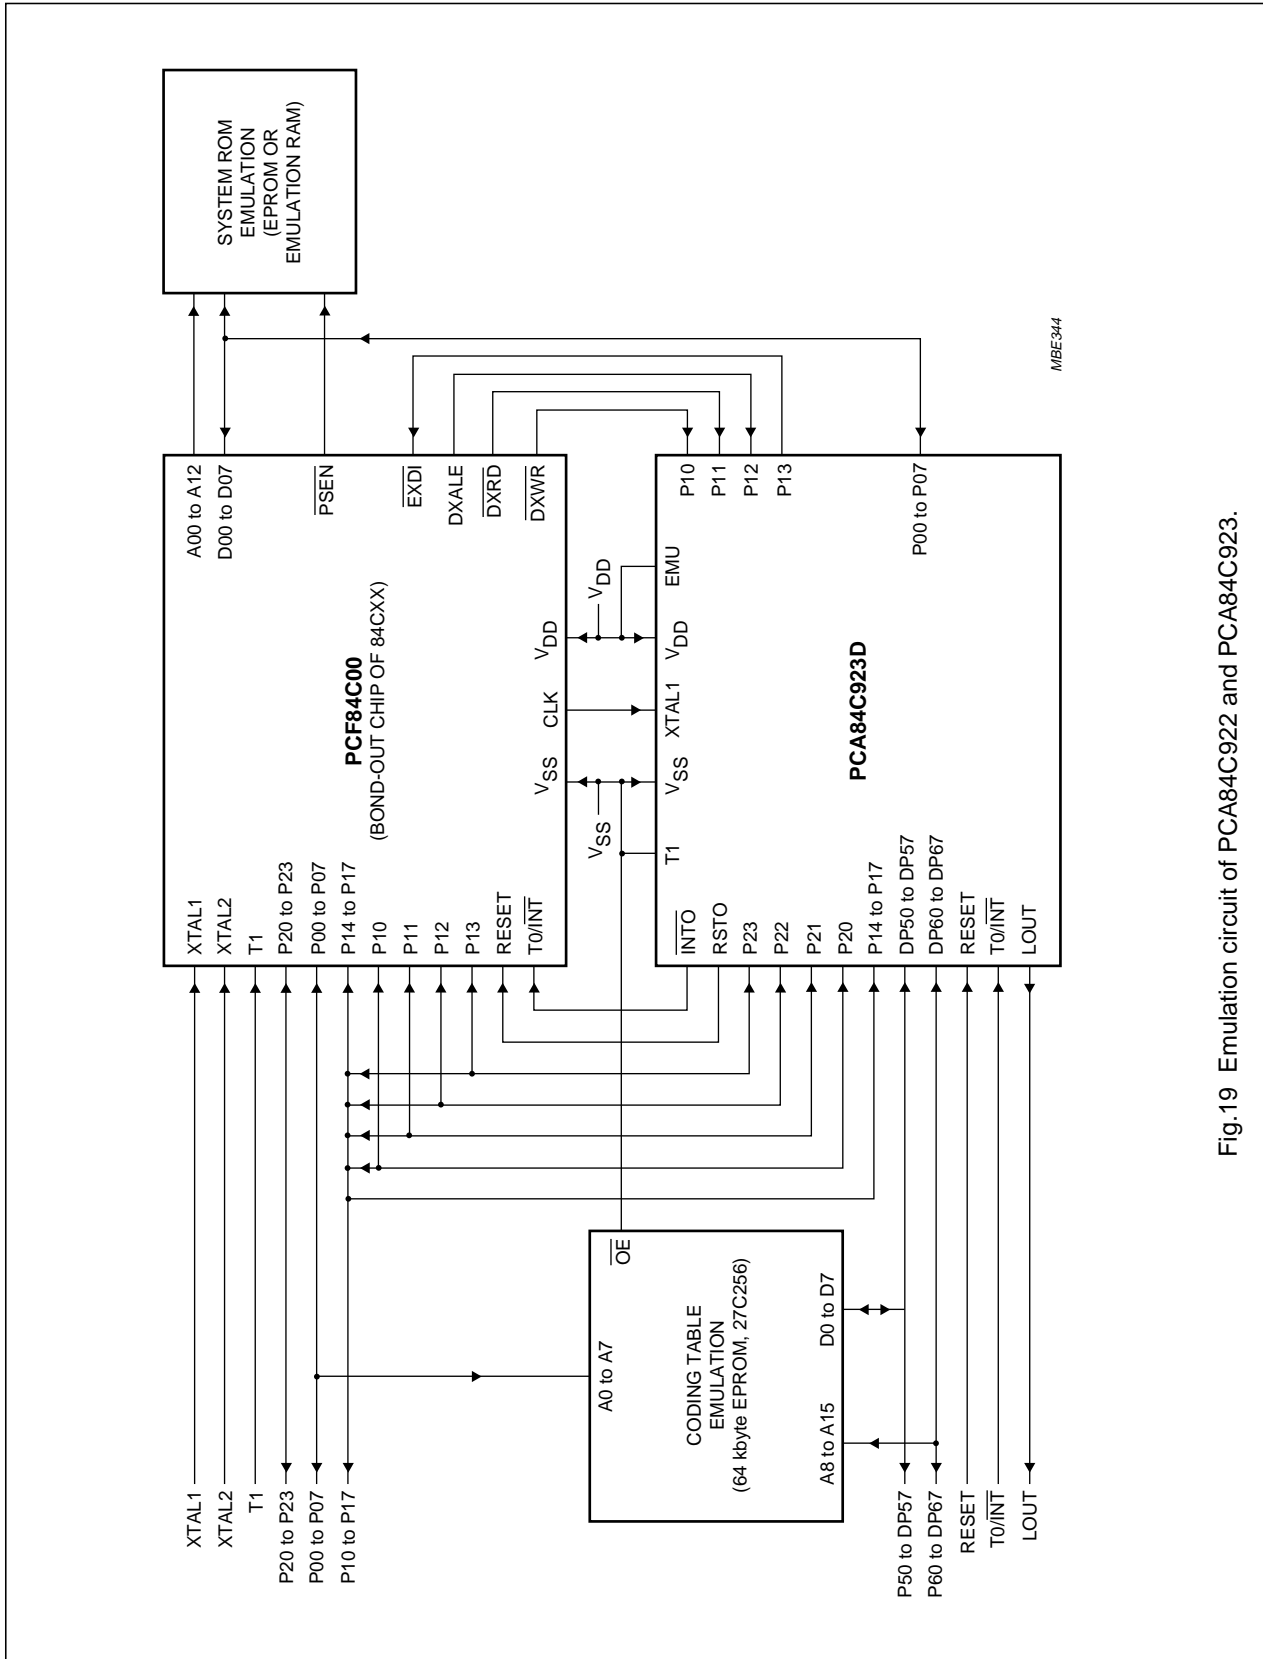 SYSTEM ROM
EMULATION
(EPROM OR
EMULATION RAM)
A00 to A12
D00 to D07
PSEN
EXDI
DXALE
DXRD
DXWR
PCF84C00
(BOND-OUT CHIP OF 84CXX)
VSS
CLK
VDD
XTAL1
XTAL2
T1
P20 to P23
P00 to P07
P14 to P17
P10
P11
P12
P13
RESET
T0/INT
VSS
VDD
P10
P11
P12
P13
P00 to P07
T1
VSS
XTAL1
VDD
EMU
PCA84C923D
INTO
RSTO
P23
P22
P21
P20
P14 to P17
DP50 to DP57
DP60 to DP67
RESET
T0/INT
LOUT
OE
A0 to A7
CODING TABLE
EMULATION
(64 kbyte EPROM, 27C256)
A8 to A15
D0 to D7
XTAL1
XTAL2
T1
P20 to P23
P00 to P07
P10 to P17
P50 to DP57
P60 to DP67
RESET
T0/INT
LOUT
MBE344
Fig.19 Emulation circuit of PCA84C922 and PCA84C923.